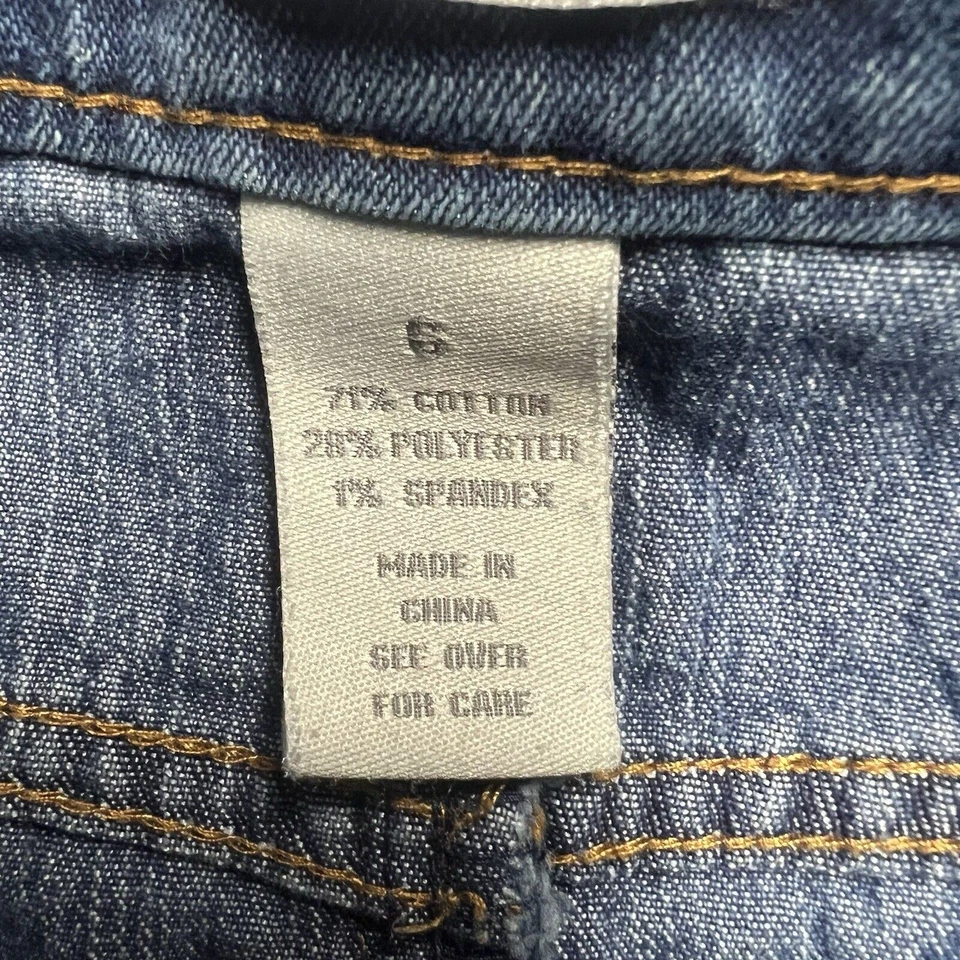 6
71% COTTON
28% POLYESTER
1% SPANDEX
MADE IN
CHINA
SEE OVER
FOR CARE